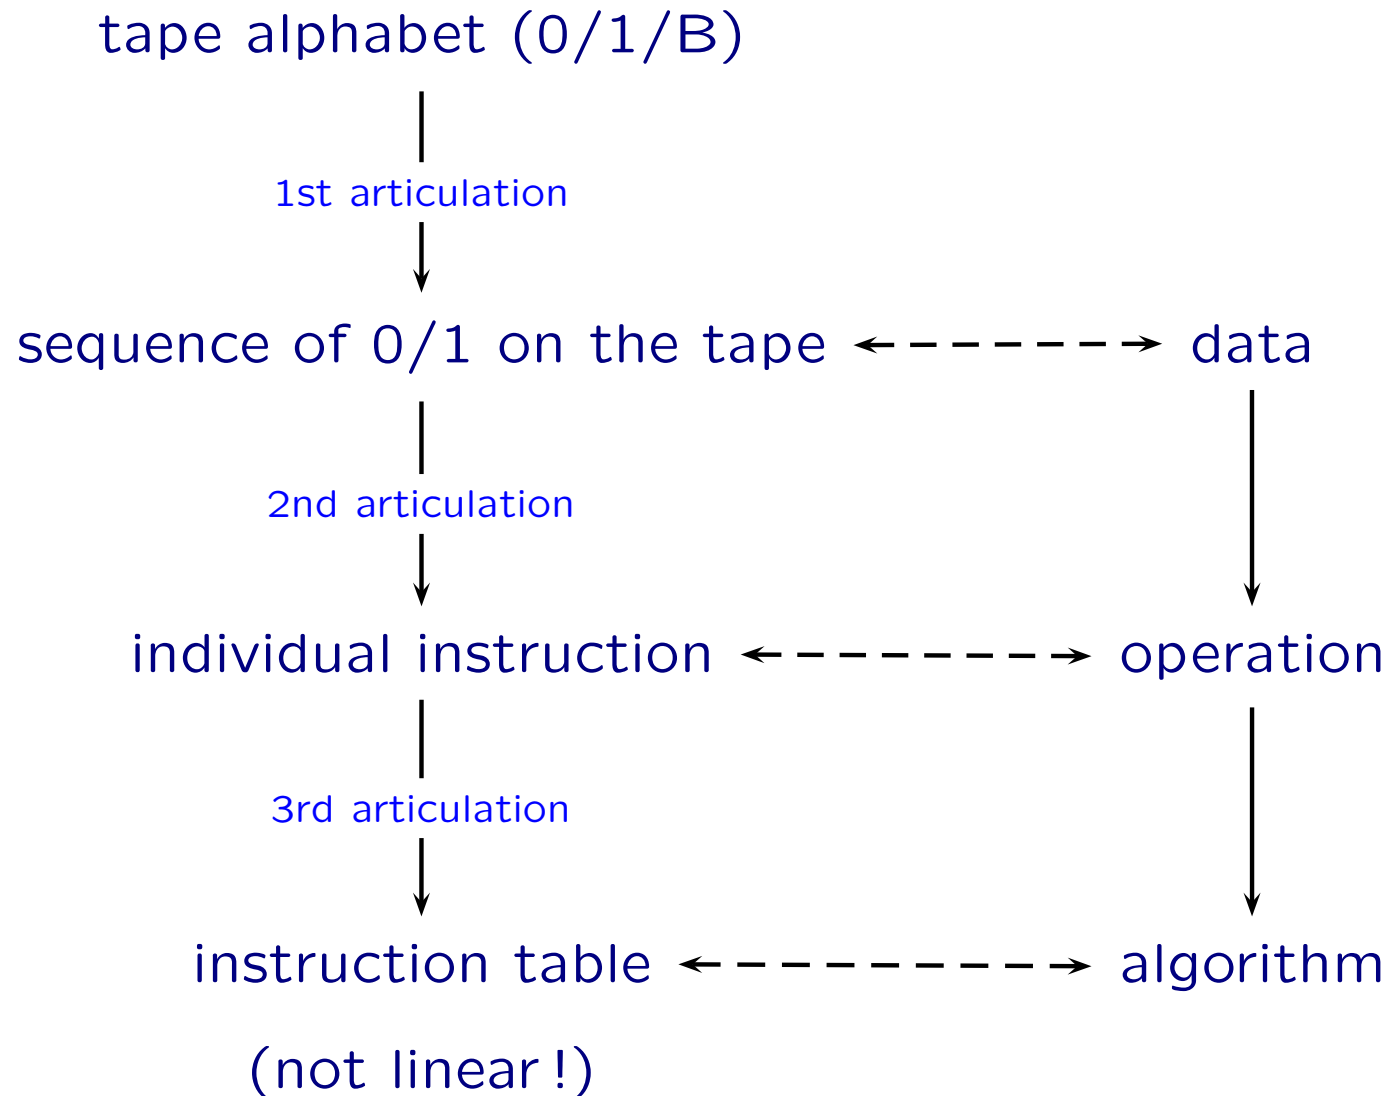 tape alphabet (0/1/B)
1st articulation
sequence of 0/1 on the tape
data
2nd articulation
individual instruction
operation
3rd articulation
instruction table
algorithm
(not linear !)